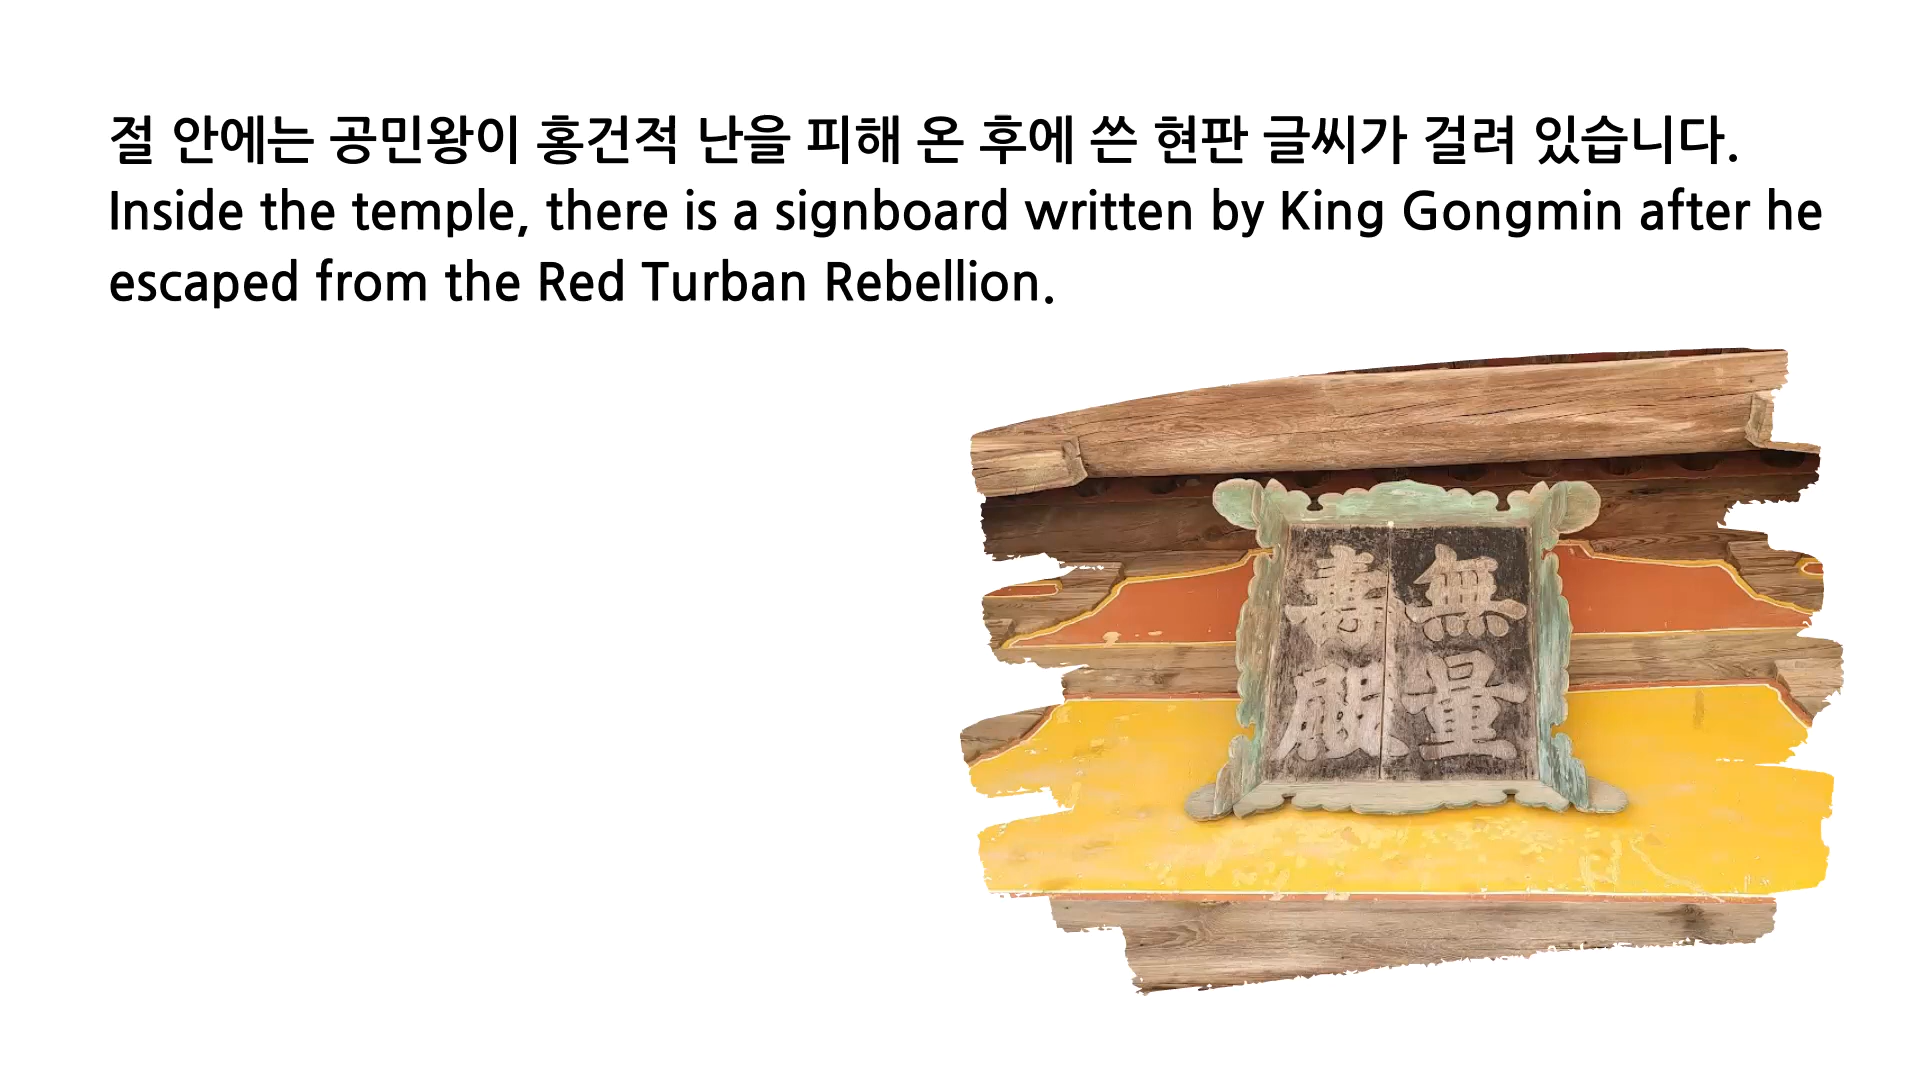 절 안에는 공민왕이 홍건적 난을 피해 온 후에 쓴 현판 글씨가 걸려 있습니다.
Inside the temple, there is a signboard written by King Gongmin after he
escaped from the Red Turban Rebellion.
無量
壽殿